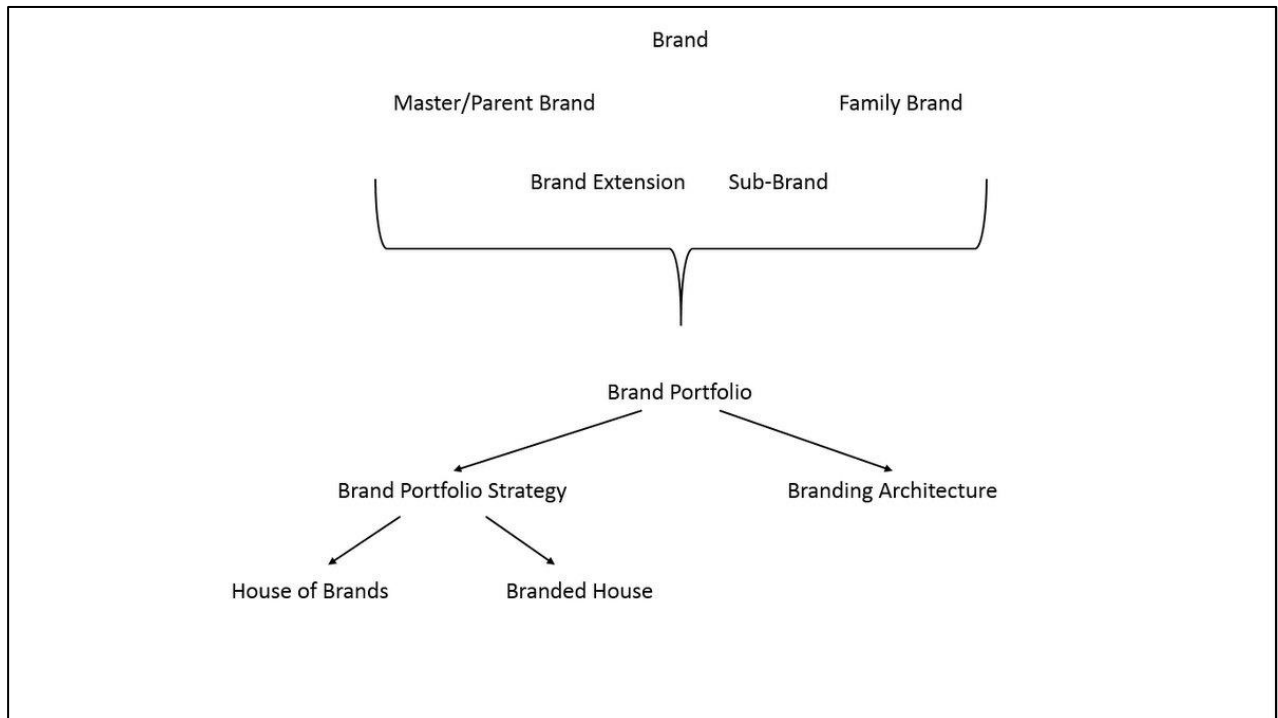 Brand
Master/Parent Brand
Family Brand
Brand Extension
Sub-Brand
Brand Portfolio
Brand Portfolio Strategy
Branding Architecture
House of Brands
Branded House